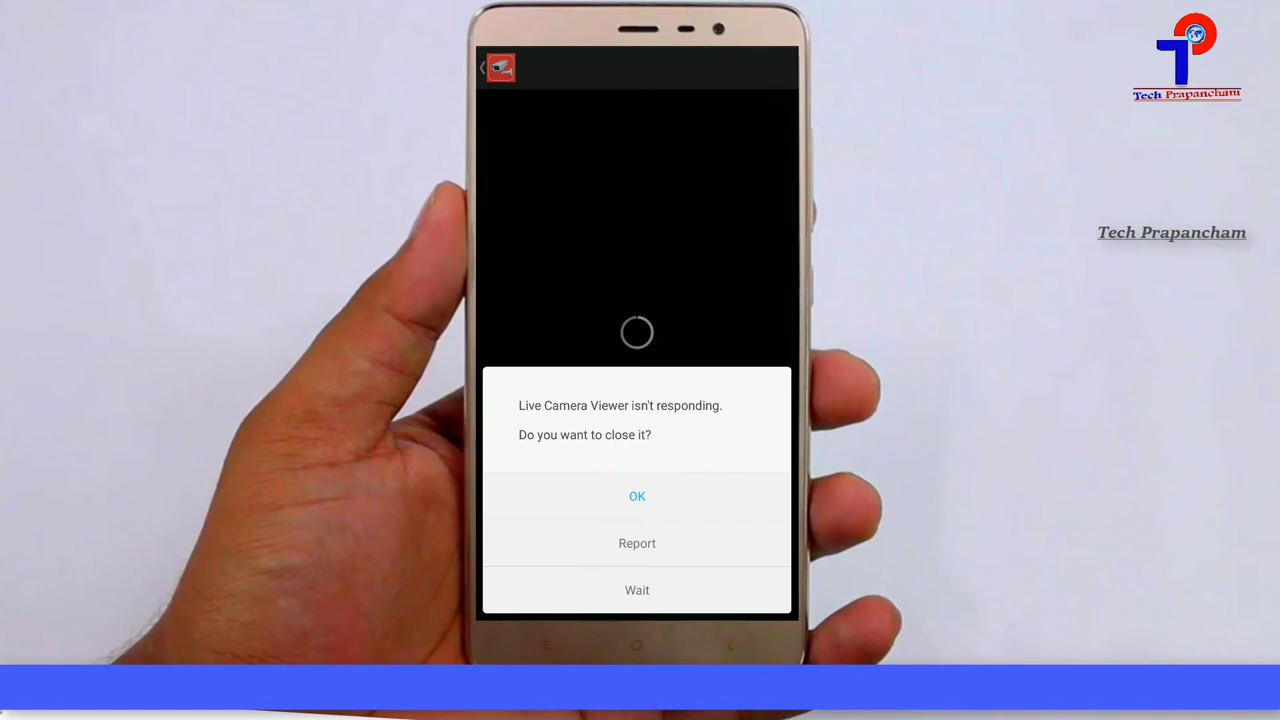 Tech Prapancham
Tech Prapancham
Live Camera Viewer isn't responding.
Do you want to close it?
OK
Report
Wait